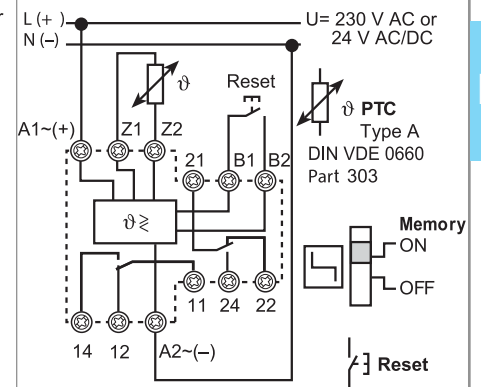 L (+)
U= 230 V AC or
N (–)
24 V AC/DC
ϑ
Reset
ϑ PTC
Type A
DIN VDE 0660
Part 303
A1~(+)
Z1
Z2
21
B1
B2
ϑ ≷
Memory
ON
OFF
11
24
22
14
12
A2~(–)
Reset